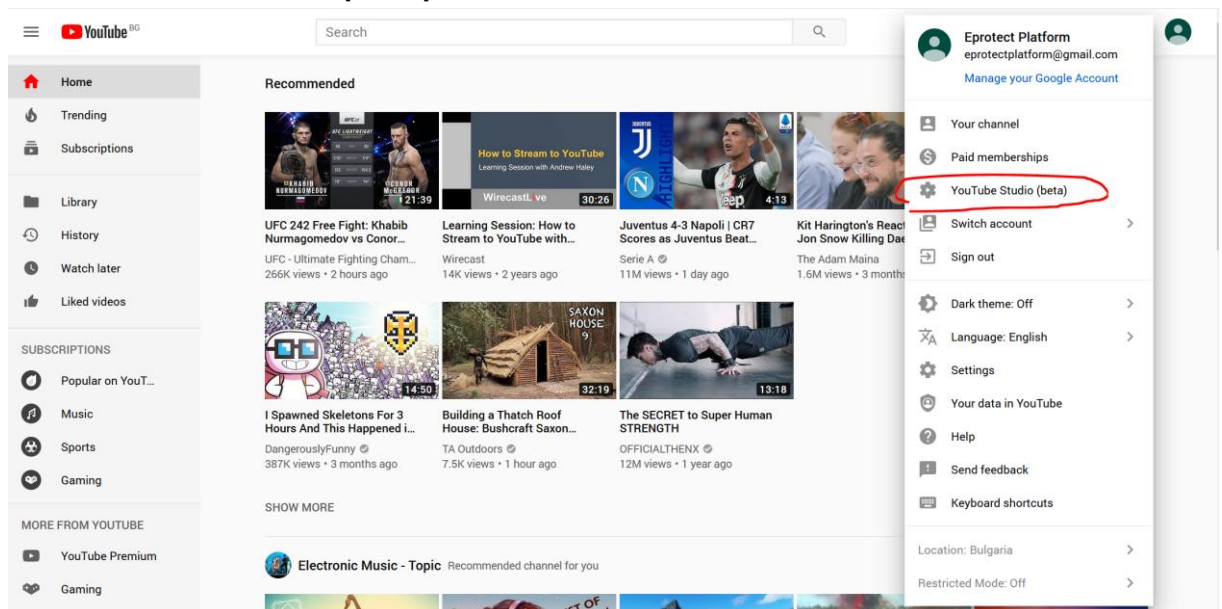 YouTube BG
Search
Home
Trending
Subscriptions
Library
History
Watch later
Liked videos
SUBSCRIPTIONS
Popular on YouT...
Music
Sports
Gaming
MORE FROM YOUTUBE
YouTube Premium
Gaming
Recommended
KHABIB
NURMAGOMEDOV
CONOR
McGREGOR
21:39
UFC 242 Free Fight: Khabib
Nurmagomedov vs Conor...
UFC - Ultimate Fighting Cham...
266K views • 2 hours ago
How to Stream to YouTube
Learning Session with Andrew Haley
WirecastLive
30:26
Learning Session: How to
Stream to YouTube with...
Wirecast
14K views • 2 years ago
JUVENTUS
J
N
HIGHLIGHT
Jeep
4:13
Juventus 4-3 Napoli | CR7
Scores as Juventus Beat...
Serie A
11M views • 1 day ago
Kit Harington's React
Jon Snow Killing Dae
The Adam Maina
1.6M views • 3 months
14:50
I Spawned Skeletons For 3
Hours And This Happened i...
DangerouslyFunny
387K views • 3 months ago
SAXON
HOUSE
9
32:19
Building a Thatch Roof
House: Bushcraft Saxon...
TA Outdoors
7.5K views • 1 hour ago
13:18
The SECRET to Super Human
STRENGTH
OFFICIALTHENX
12M views • 1 year ago
SHOW MORE
Electronic Music - Topic Recommended channel for you
Eprotect Platform
eprotectplatform@gmail.com
Manage your Google Account
Your channel
Paid memberships
YouTube Studio (beta)
Switch account
Sign out
Dark theme: Off
Language: English
Settings
Your data in YouTube
Help
Send feedback
Keyboard shortcuts
Location: Bulgaria
Restricted Mode: Off